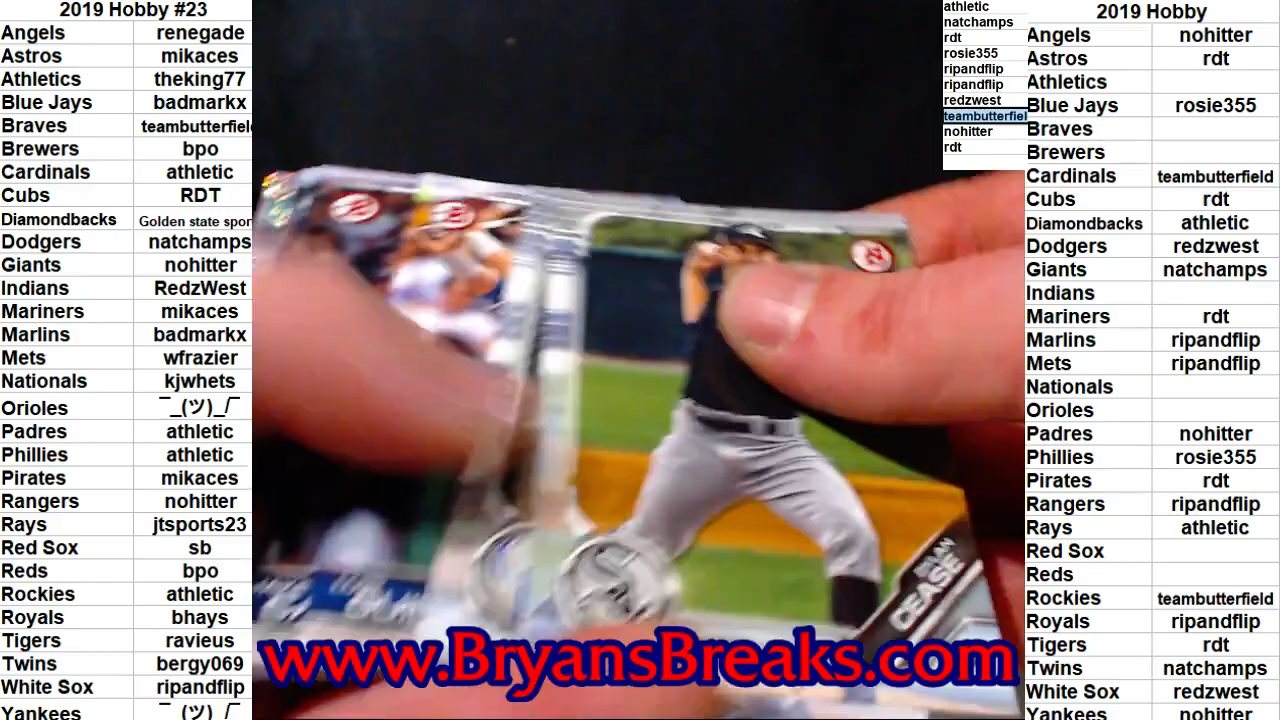 2019 Hobby #23
Angels renegade
Astros mikaces
Athletics theking77
Blue Jays badmarkx
Braves teambutterfiel
Brewers bpo
Cardinals athletic
Cubs RDT
Diamondbacks Golden state spor
Dodgers natchamps
Giants nohitter
Indians RedzWest
Mariners mikaces
Marlins badmarkx
Mets wfrazier
Nationals kjwhets
Orioles ¯_(ツ)_/¯
Padres athletic
Phillies athletic
Pirates mikaces
Rangers nohitter
Rays jtsports23
Red Sox sb
Reds bpo
Rockies athletic
Royals bhays
Tigers ravieus
Twins bergy069
White Sox ripandflip
Yankees ¯_(ツ)_/¯
athletic
natchamps
rdt
rosie355
ripandflip
ripandflip
redzwest
teambutterfiel
nohitter
rdt
CEASE
www.BryansBreaks.com
2019 Hobby
Angels nohitter
Astros rdt
Athletics
Blue Jays rosie355
Braves
Brewers
Cardinals teambutterfield
Cubs rdt
Diamondbacks athletic
Dodgers redzwest
Giants natchamps
Indians
Mariners rdt
Marlins ripandflip
Mets ripandflip
Nationals
Orioles
Padres nohitter
Phillies rosie355
Pirates rdt
Rangers ripandflip
Rays athletic
Red Sox
Reds
Rockies teambutterfield
Royals ripandflip
Tigers rdt
Twins natchamps
White Sox redzwest
Yankees nohitter